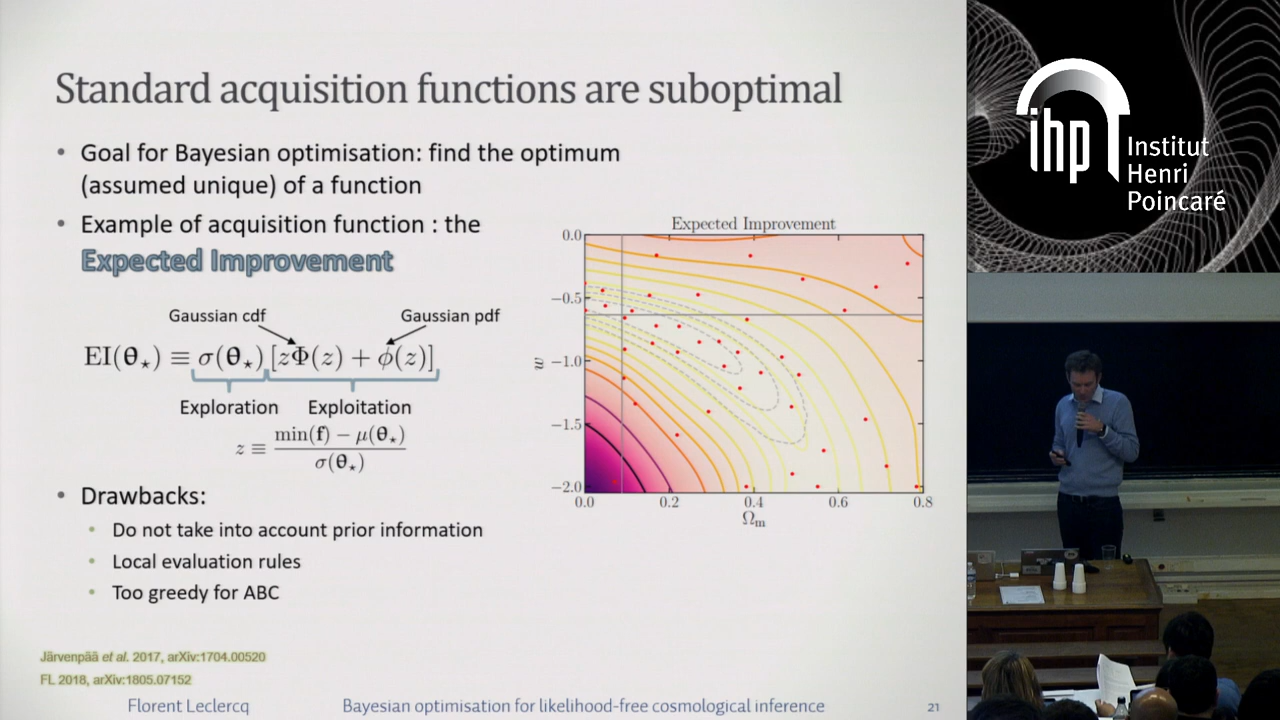 Standard acquisition functions are suboptimal
• Goal for Bayesian optimisation: find the optimum
(assumed unique) of a function
• Example of acquisition function : the
Expected Improvement
Gaussian cdf
Gaussian pdf
EI(θ⋆) ≡ σ(θ⋆) [zΦ(z) + ϕ(z)]
Exploration
Exploitation
z ≡ (min(f) − μ(θ⋆)) / σ(θ⋆)
• Drawbacks:
• Do not take into account prior information
• Local evaluation rules
• Too greedy for ABC
Expected Improvement
0.0
−0.5
−1.0
−1.5
−2.0
w
0.0 0.2 0.4 0.6 0.8
Ωm
Järvenpää et al. 2017, arXiv:1704.00520
FL 2018, arXiv:1805.07152
Florent Leclercq
Bayesian optimisation for likelihood-free cosmological inference
21
ihp
Institut
Henri
Poincaré